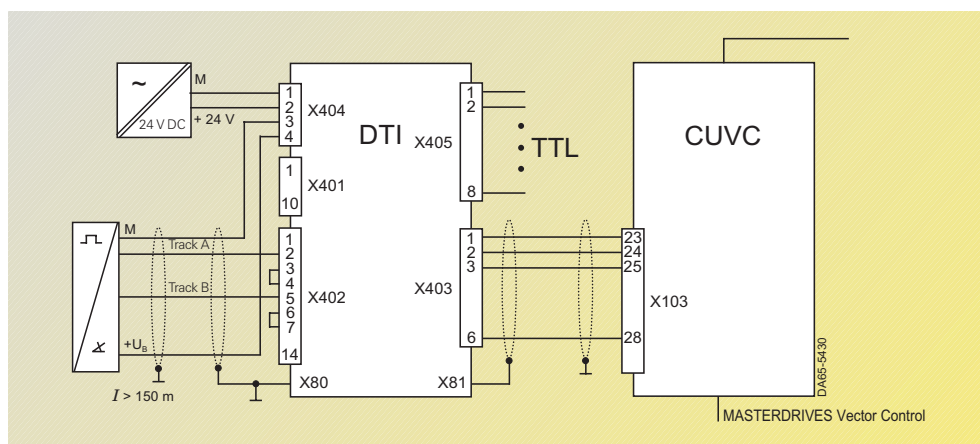 ~
24 V DC
M
+ 24 V
1
2
3
4
X404
1
10
X401
1
2
3
4
5
6
7
14
X402
X80
DTI
1
2
8
X405
TTL
1
2
3
6
X403
X81
M
Track A
Track B
+UB
I > 150 m
CUVC
23
24
25
28
X103
DA65-5430
MASTERDRIVES Vector Control